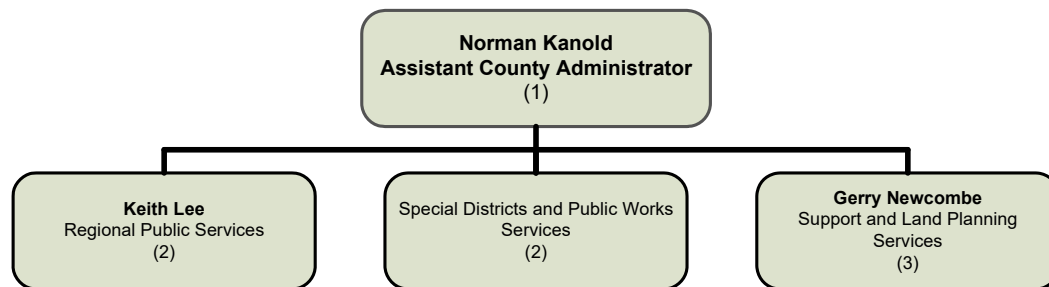 Norman Kanold
Assistant County Administrator
(1)
Keith Lee
Regional Public Services
(2)
Special Districts and Public Works
Services
(2)
Gerry Newcombe
Support and Land Planning
Services
(3)